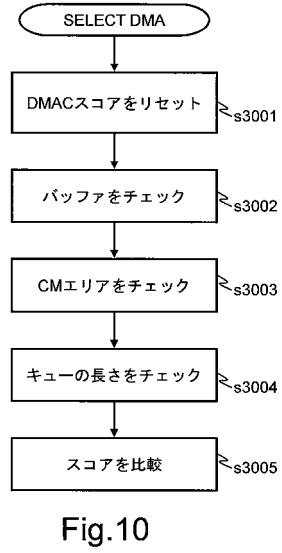 SELECT DMA
DMACスコアをリセット
s3001
バッファをチェック
s3002
CMエリアをチェック
s3003
キューの長さをチェック
s3004
スコアを比較
s3005
Fig.10